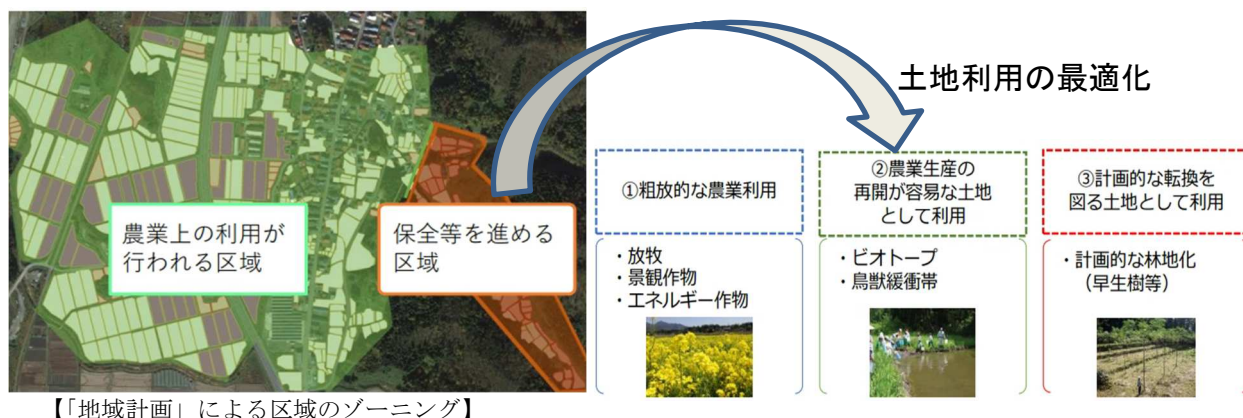 土地利用の最適化
農業上の利用が
行われる区域
保全等を進める
区域
①粗放的な農業利用
・放牧
・景観作物
・エネルギー作物
②農業生産の
再開が容易な土地
として利用
・ビオトープ
・鳥獣緩衝帯
③計画的な転換を
図る土地として利用
・計画的な林地化
（早生樹等）
【「地域計画」による区域のゾーニング】